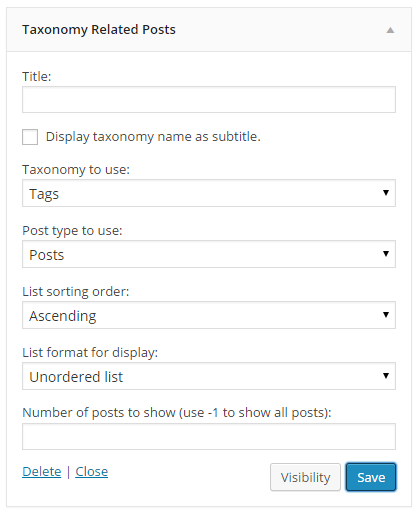 Taxonomy Related Posts
Title:
Display taxonomy name as subtitle.
Taxonomy to use:
Tags
Post type to use:
Posts
List sorting order:
Ascending
List format for display:
Unordered list
Number of posts to show (use -1 to show all posts):
Delete | Close Visibility Save